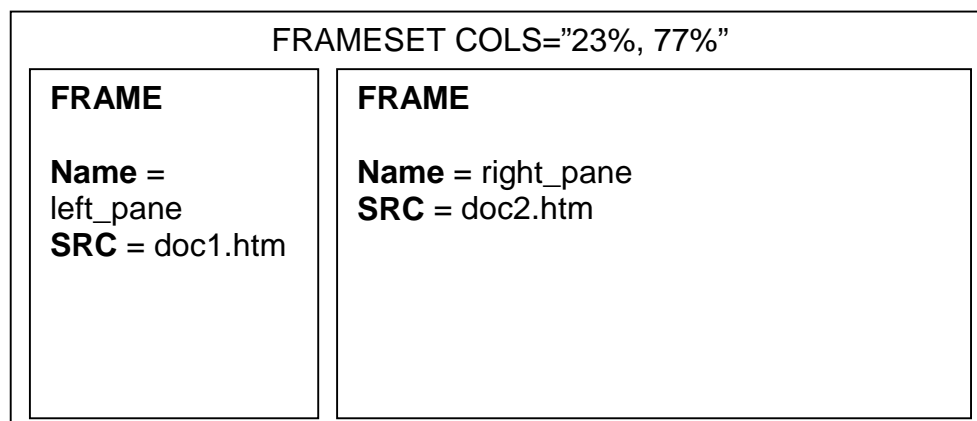 FRAMESET COLS=”23%, 77%”
FRAME
Name =
left_pane
SRC = doc1.htm
FRAME
Name = right_pane
SRC = doc2.htm